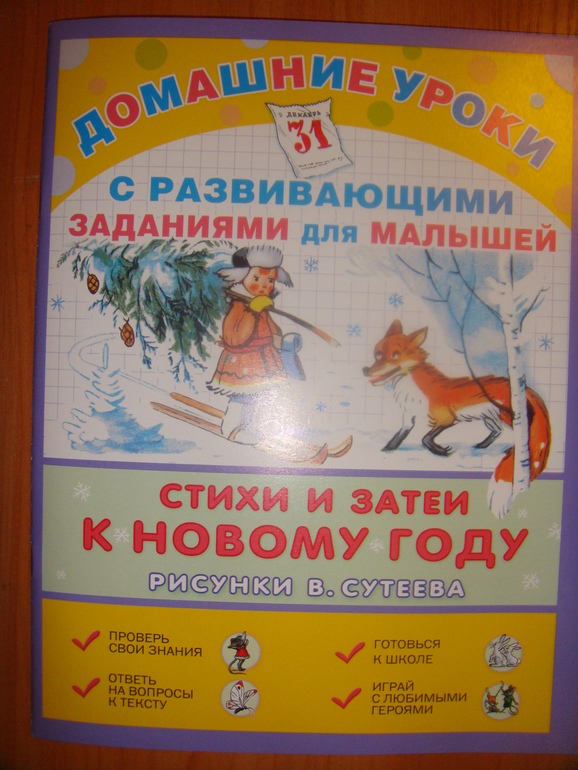 ДОМАШНИЕ УРОКИ
ДЕКАБРЬ
31
С РАЗВИВАЮЩИМИ
ЗАДАНИЯМИ для МАЛЫШЕЙ
СТИХИ И ЗАТЕИ
К НОВОМУ ГОДУ
РИСУНКИ В. СУТЕЕВА
ПРОВЕРЬ
СВОИ ЗНАНИЯ
ОТВЕТЬ
НА ВОПРОСЫ
К ТЕКСТУ
ГОТОВЬСЯ
К ШКОЛЕ
ИГРАЙ
С ЛЮБИМЫМИ
ГЕРОЯМИ